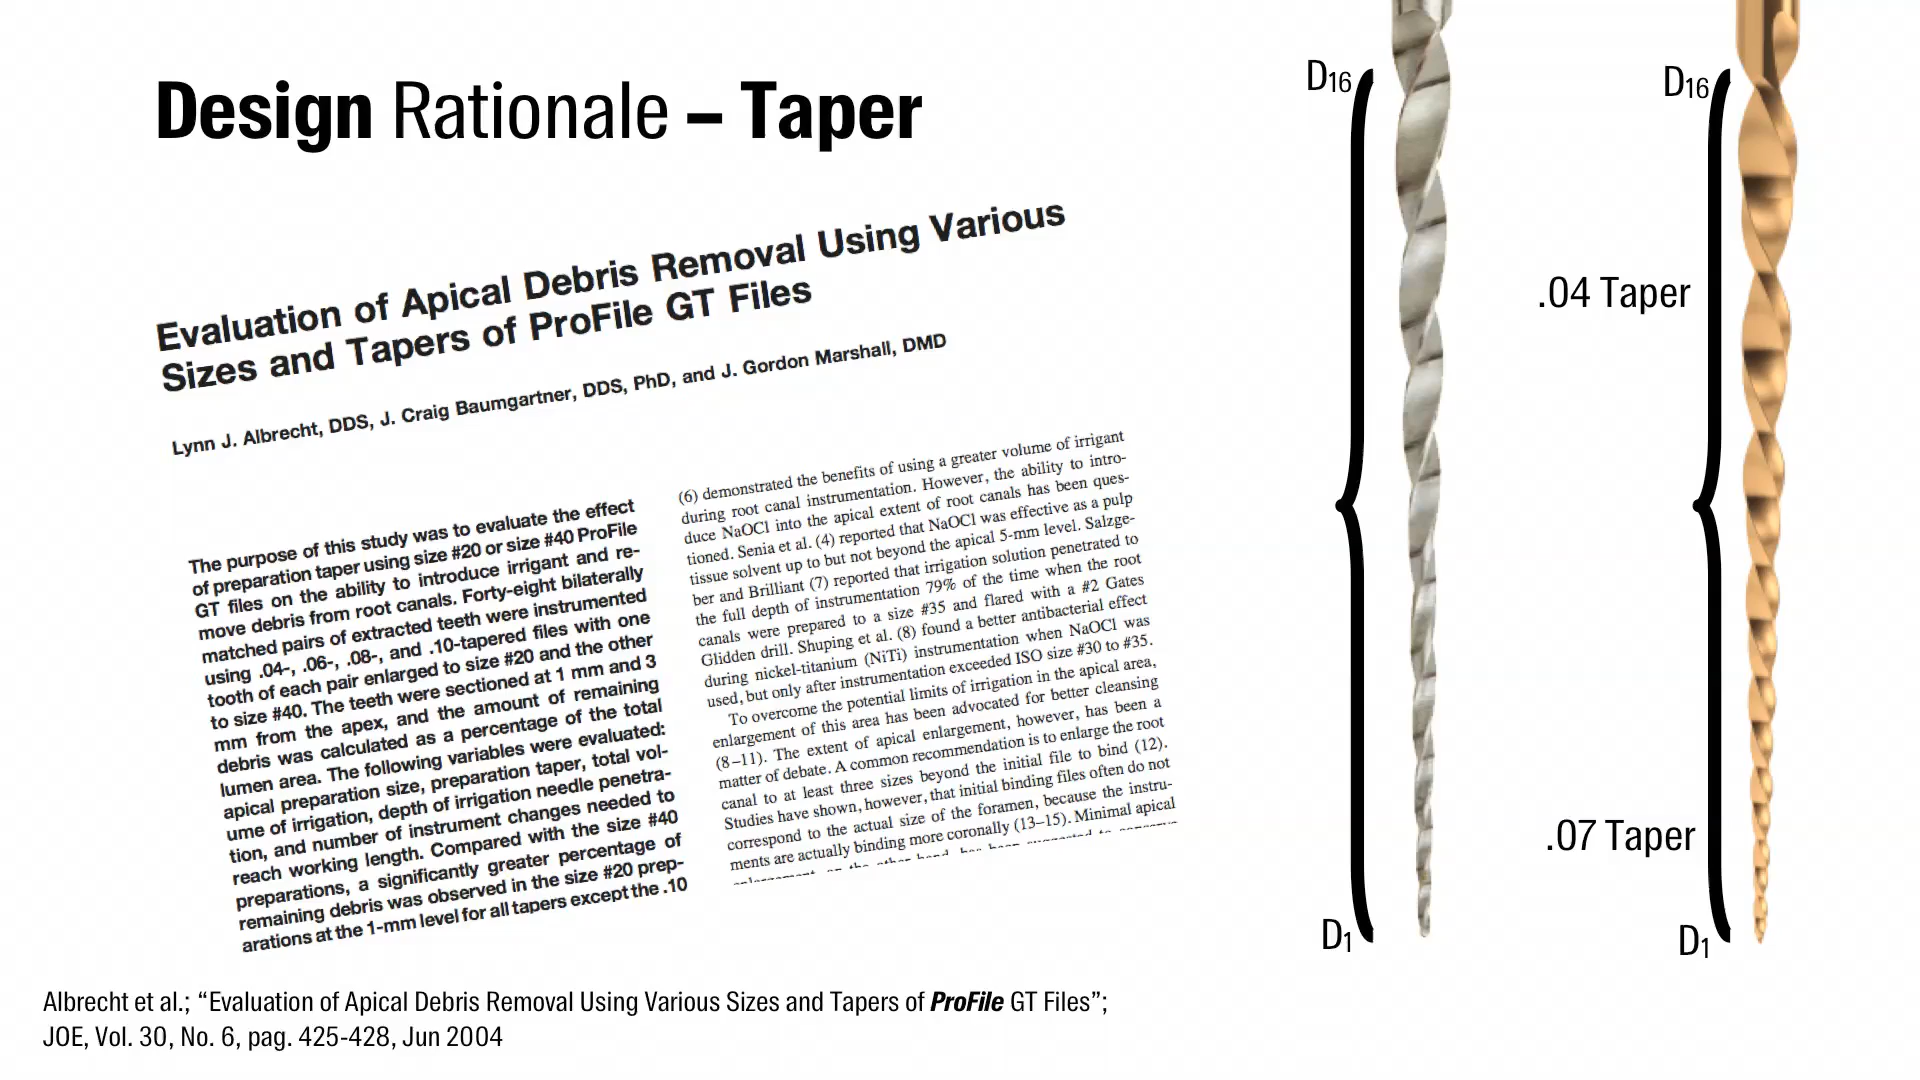 Design Rationale – Taper
Evaluation of Apical Debris Removal Using Various
Sizes and Tapers of ProFile GT Files
Lynn J. Albrecht, DDS, J. Craig Baumgartner, DDS, PhD, and J. Gordon Marshall, DMD
The purpose of this study was to evaluate the effect
of preparation taper using size #20 or size #40 ProFile
GT files on the ability to introduce irrigant and re-
move debris from root canals. Forty-eight bilaterally
matched pairs of extracted teeth were instrumented
using .04-, .06-, .08-, and .10-tapered files with one
tooth of each pair enlarged to size #20 and the other
to size #40. The teeth were sectioned at 1 mm and 3
mm from the apex, and the amount of remaining
debris was calculated as a percentage of the total
lumen area. The following variables were evaluated:
apical preparation size, preparation taper, total vol-
ume of irrigation, depth of irrigation needle penetra-
tion, and number of instrument changes needed to
reach working length. Compared with the size #40
preparations, a significantly greater percentage of
remaining debris was observed in the size #20 prep-
arations at the 1-mm level for all tapers except the .10
(6) demonstrated the benefits of using a greater volume of irrigant
during root canal instrumentation. However, the ability to intro-
duce NaOCl into the apical extent of root canals has been ques-
tioned. Senia et al. (4) reported that NaOCl was effective as a pulp
tissue solvent up to but not beyond the apical 5-mm level. Salzge-
ber and Brilliant (7) reported that irrigation solution penetrated to
the full depth of instrumentation 79% of the time when the root
canals were prepared to a size #35 and flared with a #2 Gates
Glidden drill. Shuping et al. (8) found a better antibacterial effect
during nickel-titanium (NiTi) instrumentation when NaOCl was
used, but only after instrumentation exceeded ISO size #30 to #35.
To overcome the potential limits of irrigation in the apical area,
enlargement of this area has been advocated for better cleansing
(8–11). The extent of apical enlargement, however, has been a
matter of debate. A common recommendation is to enlarge the root
canal to at least three sizes beyond the initial file to bind (12).
Studies have shown, however, that initial binding files often do not
correspond to the actual size of the foramen, because the instru-
ments are actually binding more coronally (13–15). Minimal apical
Albrecht et al.; “Evaluation of Apical Debris Removal Using Various Sizes and Tapers of ProFile GT Files”;
JOE, Vol. 30, No. 6, pag. 425-428, Jun 2004
D₁₆
D₁
D₁₆
.04 Taper
.07 Taper
D₁